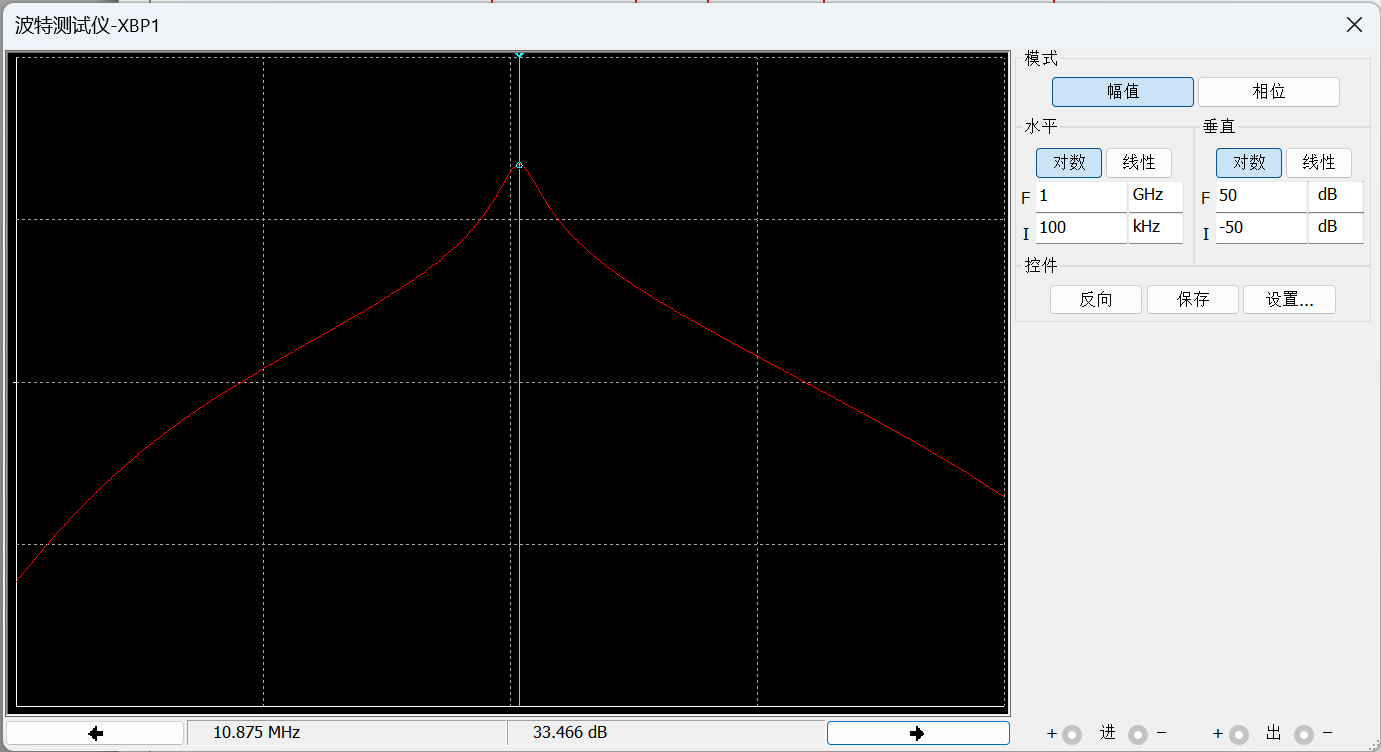 波特测试仪-XBP1
模式
幅值 相位
水平 垂直
对数 线性 对数 线性
F 1 GHz F 50 dB
I 100 kHz I -50 dB
控件
反向 保存 设置...
10.875 MHz 33.466 dB
+ 进 − + 出 −